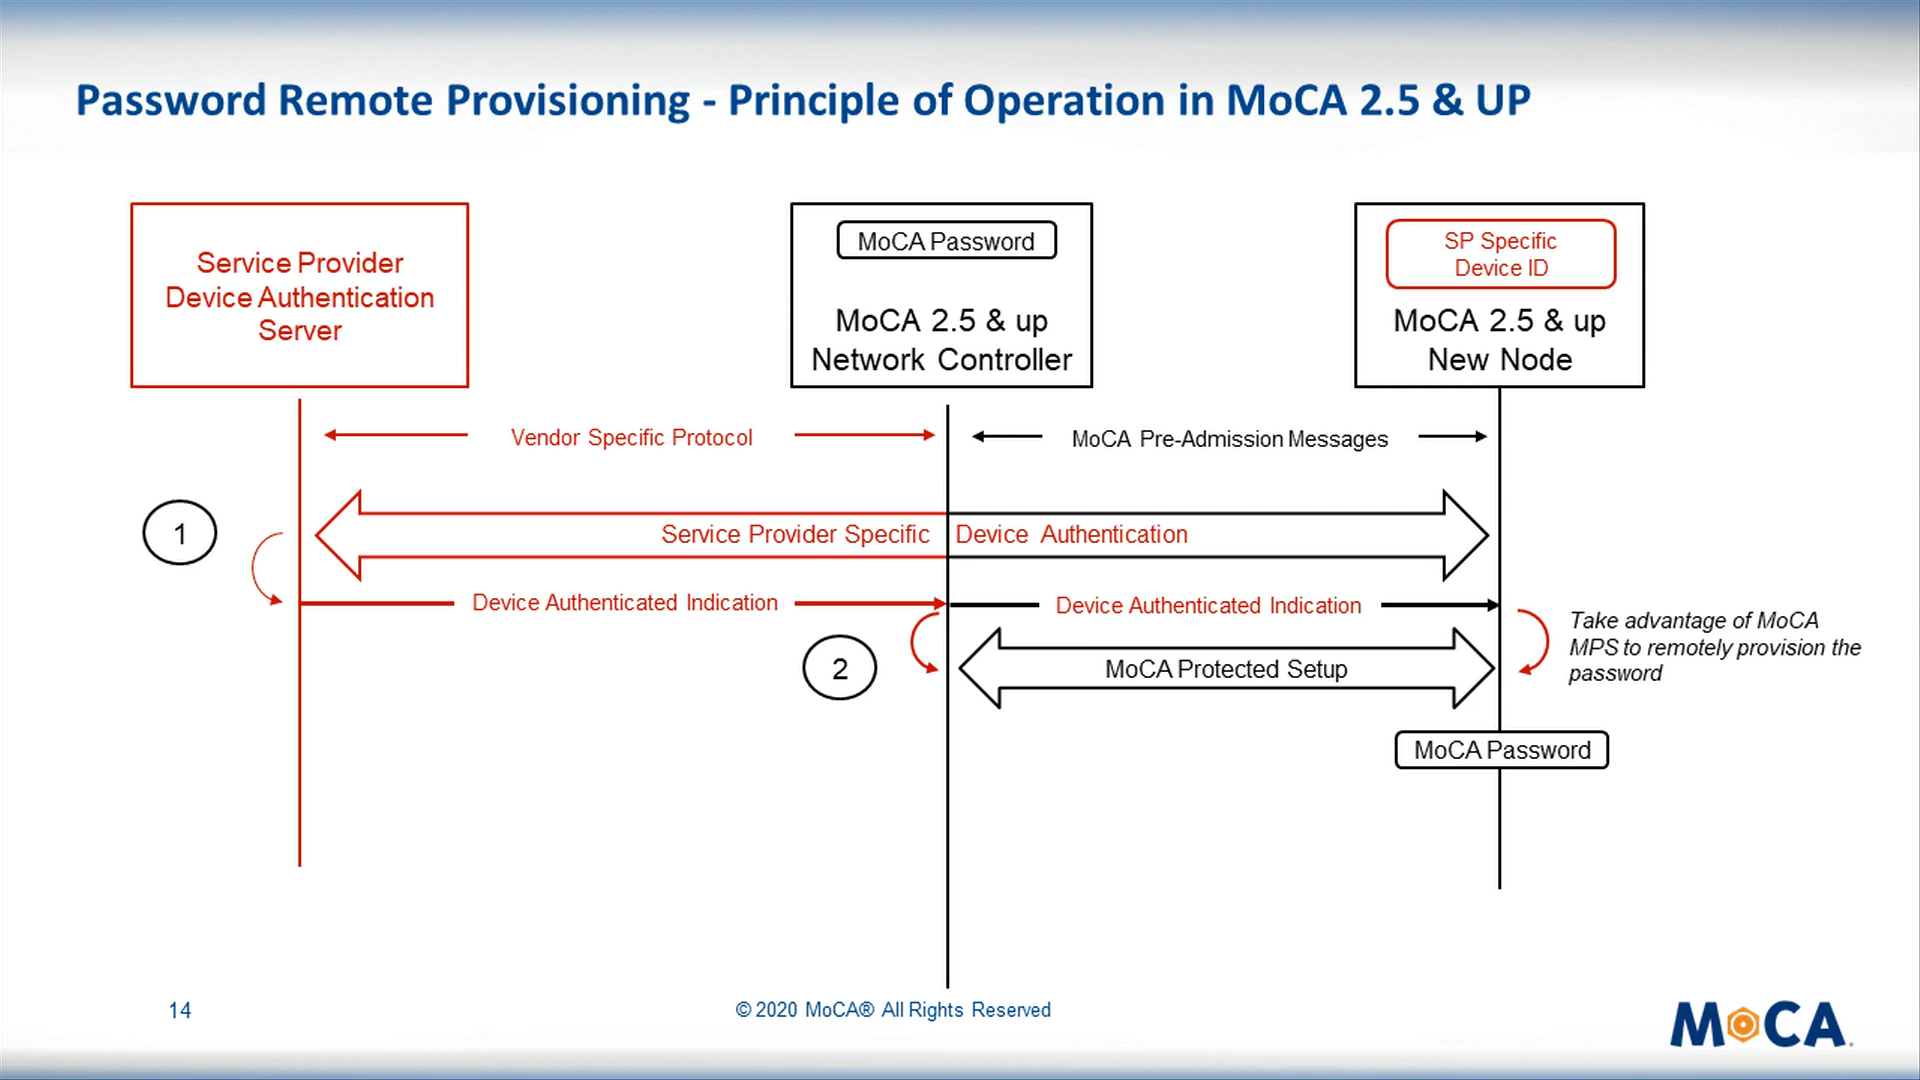 Password Remote Provisioning - Principle of Operation in MoCA 2.5 & UP
Service Provider
Device Authentication
Server
MoCA Password
MoCA 2.5 & up
Network Controller
SP Specific
Device ID
MoCA 2.5 & up
New Node
Vendor Specific Protocol
MoCA Pre-Admission Messages
1
Service Provider Specific Device Authentication
Device Authenticated Indication
Device Authenticated Indication
2
MoCA Protected Setup
Take advantage of MoCA
MPS to remotely provision the
password
MoCA Password
14
© 2020 MoCA® All Rights Reserved
MoCA